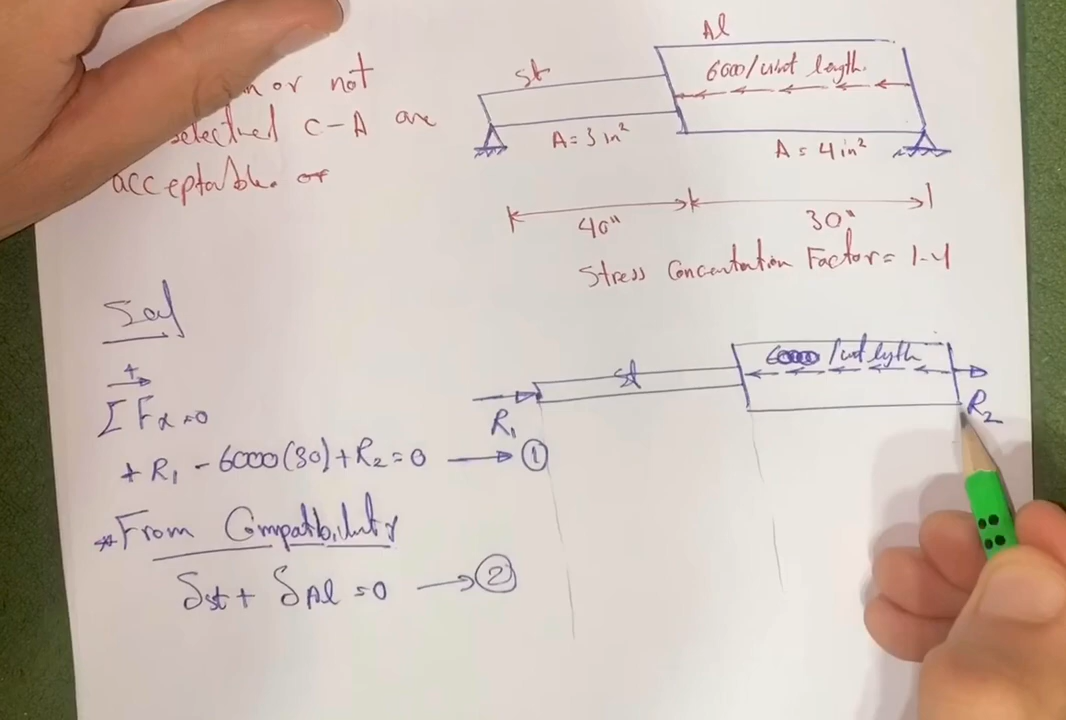 or not
selected C-A are
acceptable. or
st
Al
6000/unit length.
A = 3 in²
A = 4 in²
40"
30"
Stress Concentration Factor = 1.4
Sol
+
ΣFx = 0
+ R₁ - 6000(30) + R₂ = 0 → ①
* From Compatibility
δst + δAl = 0 → ②
st
/unit length
R₁
R₂